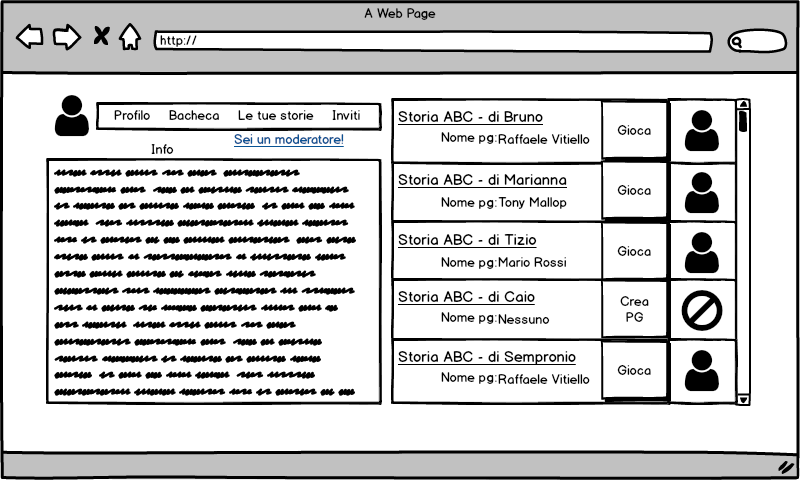 A Web Page
http://
Profilo Bacheca Le tue storie Inviti
Sei un moderatore!
Info
Storia ABC - di Bruno
Nome pg: Raffaele Vitiello
Gioca
Storia ABC - di Marianna
Nome pg: Tony Mallop
Gioca
Storia ABC - di Tizio
Nome pg: Mario Rossi
Gioca
Storia ABC - di Caio
Nome pg: Nessuno
Crea
PG
Storia ABC - di Sempronio
Nome pg: Raffaele Vitiello
Gioca